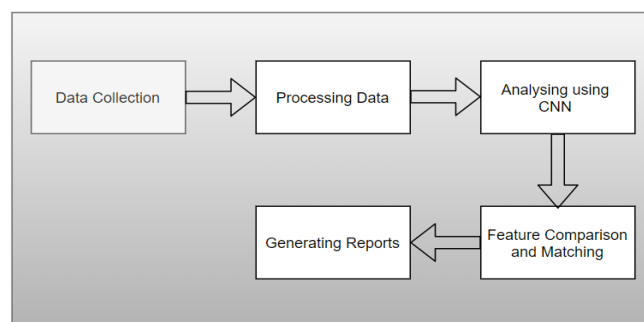 Data Collection
Processing Data
Analysing using
CNN
Feature Comparison
and Matching
Generating Reports